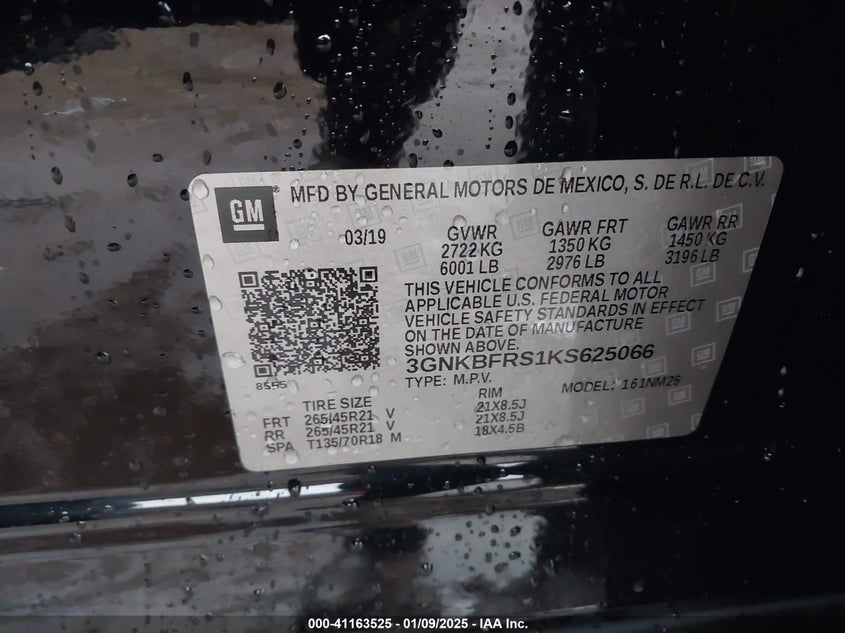 GM
MFD BY GENERAL MOTORS DE MEXICO, S. DE R.L. DE C.V.
03/19
GVWR GAWR FRT GAWR RR
2722 KG 1350 KG 1450 KG
6001 LB 2976 LB 3196 LB
THIS VEHICLE CONFORMS TO ALL
APPLICABLE U.S. FEDERAL MOTOR
VEHICLE SAFETY STANDARDS IN EFFECT
ON THE DATE OF MANUFACTURE
SHOWN ABOVE.
3GNKBFRS1KS625066
TYPE: M.P.V. MODEL: 161NM26
TIRE SIZE RIM
FRT 265/45R21 V 21X8.5J
RR 265/45R21 V 21X8.5J
SPA T135/70R18 M 18X4.5B
000-41163525 - 01/09/2025 - IAAI.COM